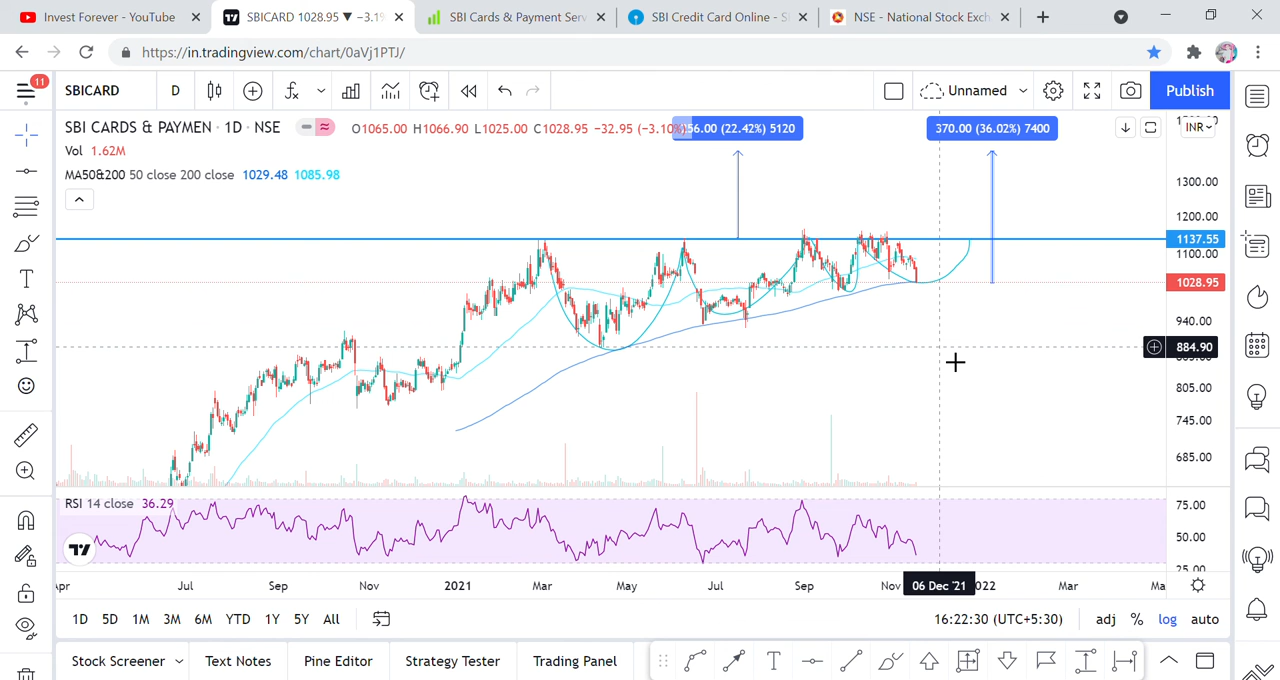 Invest Forever - YouTube
SBICARD 1028.95 ▼ −3.1
SBI Cards & Payment Serv
SBI Credit Card Online - S
NSE - National Stock Exch
https://in.tradingview.com/chart/0aVj1PTJ/
11
SBICARD
D
Unnamed
Publish
SBI CARDS & PAYMEN · 1D · NSE
O1065.00 H1066.90 L1025.00 C1028.95 −32.95 (−3.10%)
56.00 (22.42%) 5120
370.00 (36.02%) 7400
INR
Vol 1.62M
MA50&200 50 close 200 close 1029.48 1085.98
1300.00
1200.00
1137.55
1100.00
1028.95
940.00
884.90
805.00
745.00
685.00
RSI 14 close 36.29
75.00
50.00
25.00
Apr Jul Sep Nov 2021 Mar May Jul Sep Nov 06 Dec '21 2022 Mar Ma
1D 5D 1M 3M 6M YTD 1Y 5Y All
16:22:30 (UTC+5:30)
adj % log auto
Stock Screener
Text Notes
Pine Editor
Strategy Tester
Trading Panel